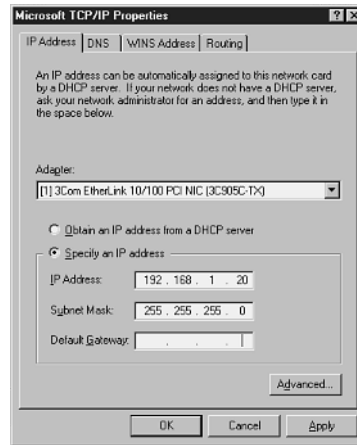 Microsoft TCP/IP Properties
IP Address DNS WINS Address Routing
An IP address can be automatically assigned to this network card
by a DHCP server. If your network does not have a DHCP server,
ask your network administrator for an address, and then type it in
the space below.
Adapter:
[1] 3Com EtherLink 10/100 PCI NIC (3C905C-TX)
Obtain an IP address from a DHCP server
Specify an IP address
IP Address: 192 . 168 . 1 . 20
Subnet Mask: 255 . 255 . 255 . 0
Default Gateway: . . .
Advanced...
OK Cancel Apply